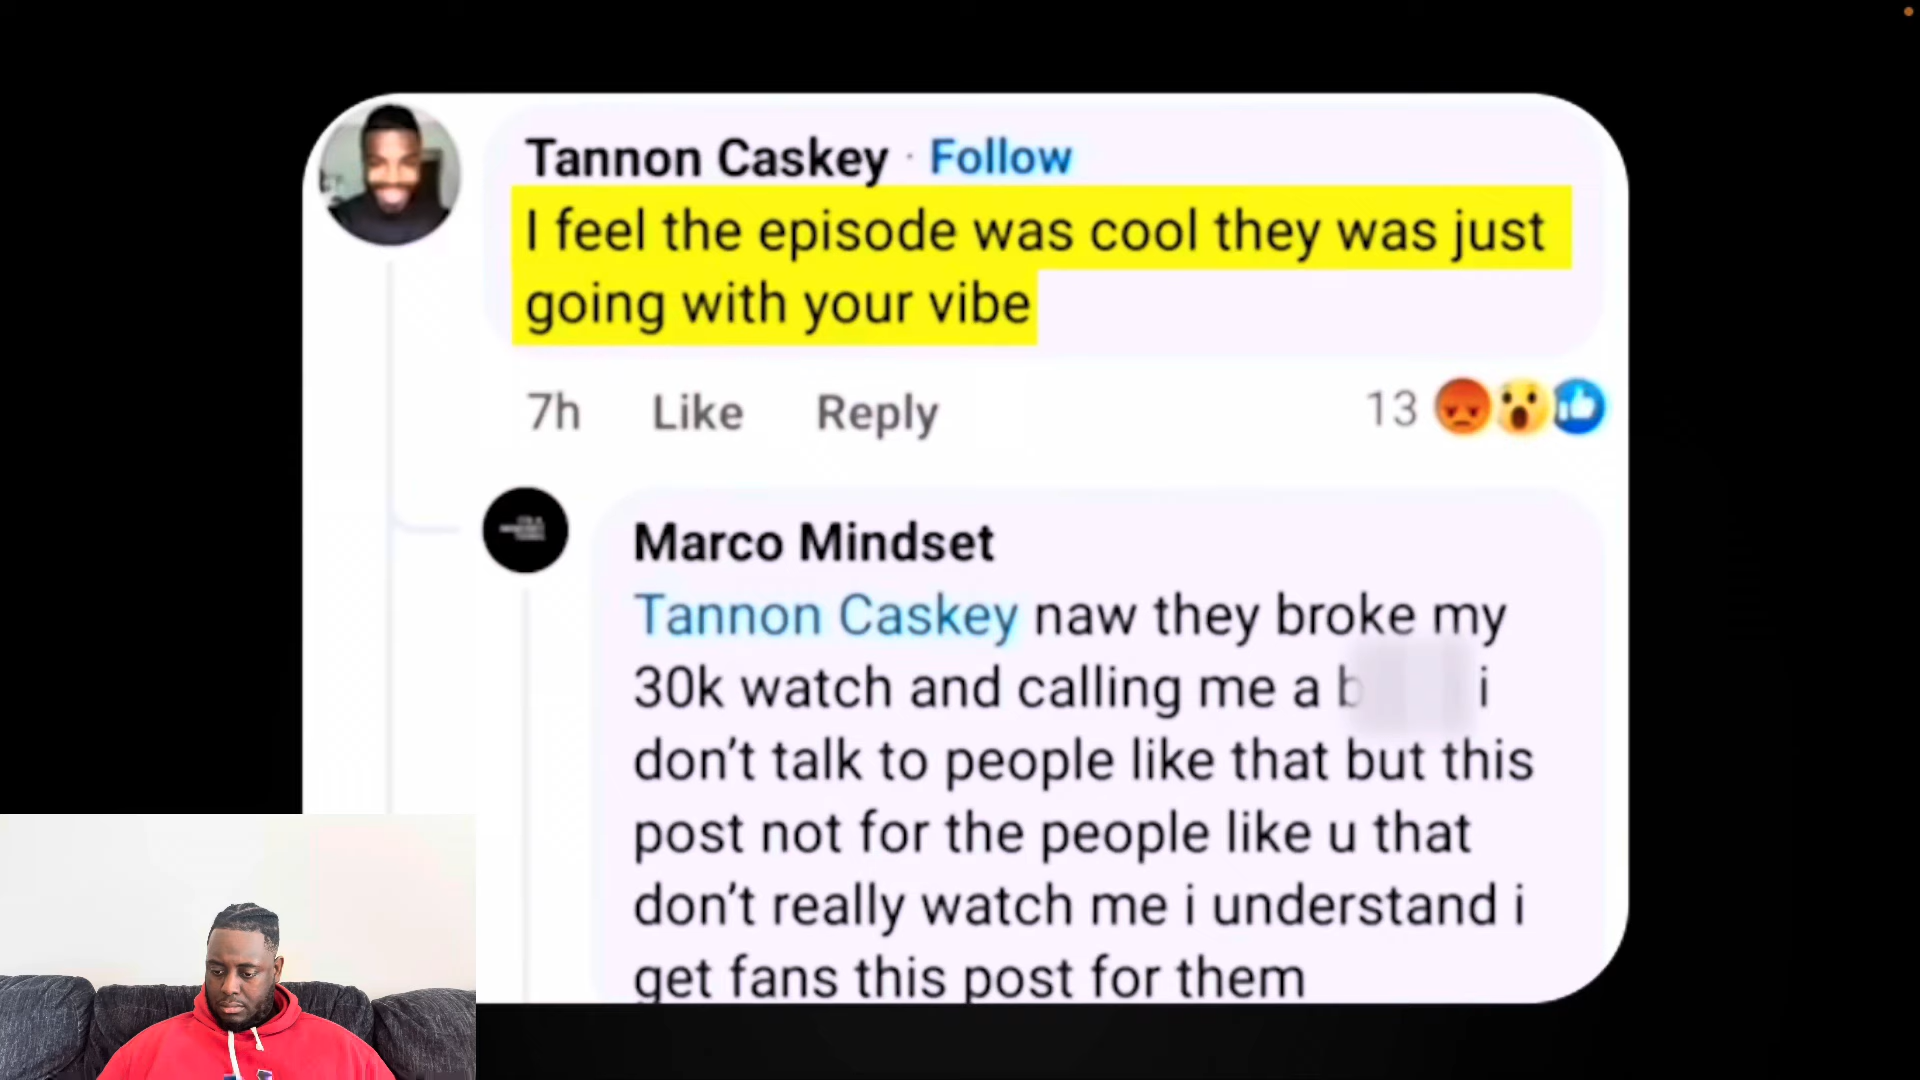 Tannon Caskey · Follow
I feel the episode was cool they was just
going with your vibe
7h Like Reply 13
Marco Mindset
Tannon Caskey naw they broke my
30k watch and calling me a b i
don't talk to people like that but this
post not for the people like u that
don't really watch me i understand i
get fans this post for them